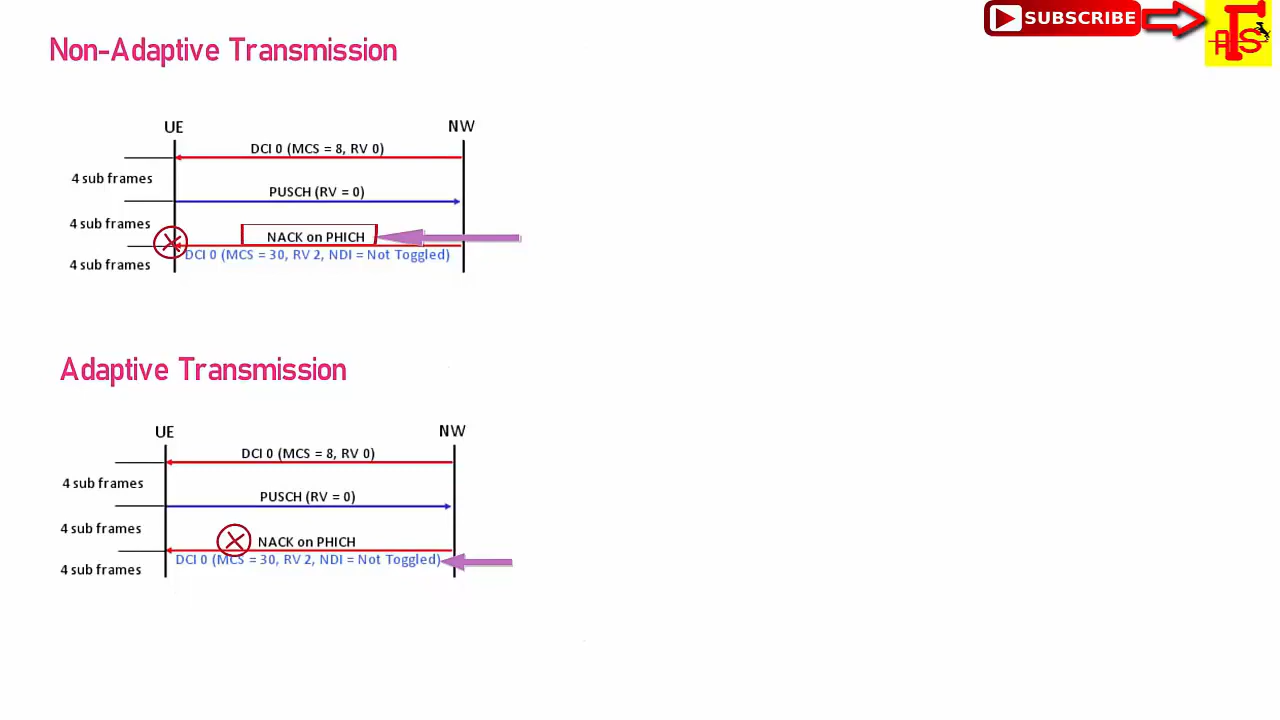 SUBSCRIBE
Non-Adaptive Transmission
UE
NW
DCI 0 (MCS = 8, RV 0)
4 sub frames
PUSCH (RV = 0)
4 sub frames
NACK on PHICH
DCI 0 (MCS = 30, RV 2, NDI = Not Toggled)
4 sub frames
Adaptive Transmission
UE
NW
DCI 0 (MCS = 8, RV 0)
4 sub frames
PUSCH (RV = 0)
4 sub frames
NACK on PHICH
DCI 0 (MCS = 30, RV 2, NDI = Not Toggled)
4 sub frames